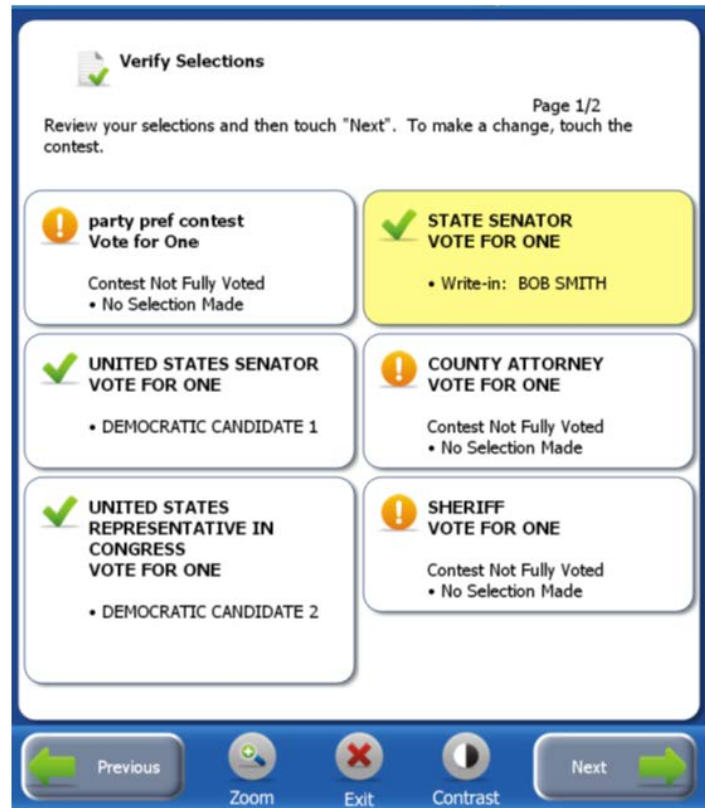 Verify Selections
Page 1/2
Review your selections and then touch "Next". To make a change, touch the
contest.
party pref contest
Vote for One
Contest Not Fully Voted
• No Selection Made
UNITED STATES SENATOR
VOTE FOR ONE
• DEMOCRATIC CANDIDATE 1
UNITED STATES
REPRESENTATIVE IN
CONGRESS
VOTE FOR ONE
• DEMOCRATIC CANDIDATE 2
STATE SENATOR
VOTE FOR ONE
• Write-in: BOB SMITH
COUNTY ATTORNEY
VOTE FOR ONE
Contest Not Fully Voted
• No Selection Made
SHERIFF
VOTE FOR ONE
Contest Not Fully Voted
• No Selection Made
Previous
Zoom
Exit
Contrast
Next